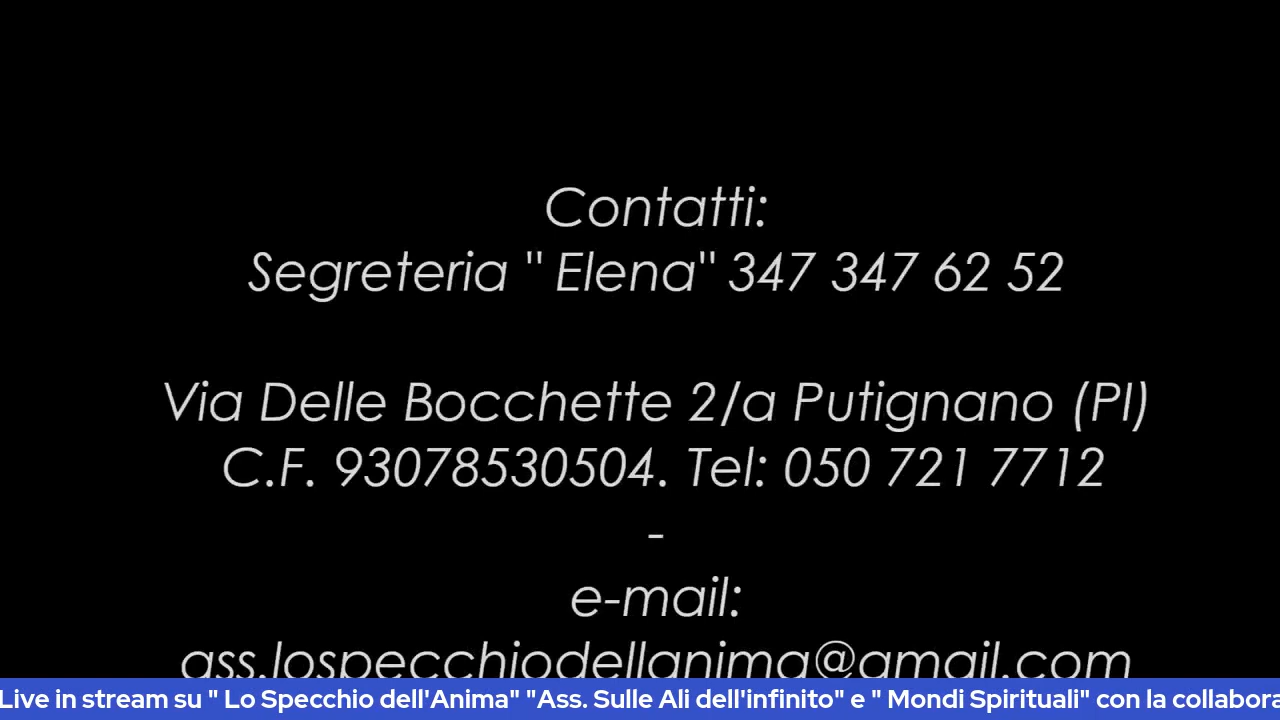 Contatti:
Segreteria " Elena" 347 347 62 52
Via Delle Bocchette 2/a Putignano (PI)
C.F. 93078530504. Tel: 050 721 7712
-
e-mail:
ass.lospecchiodellanima@gmail.com
Live in stream su " Lo Specchio dell'Anima" "Ass. Sulle Ali dell'infinito" e " Mondi Spirituali" con la collabora